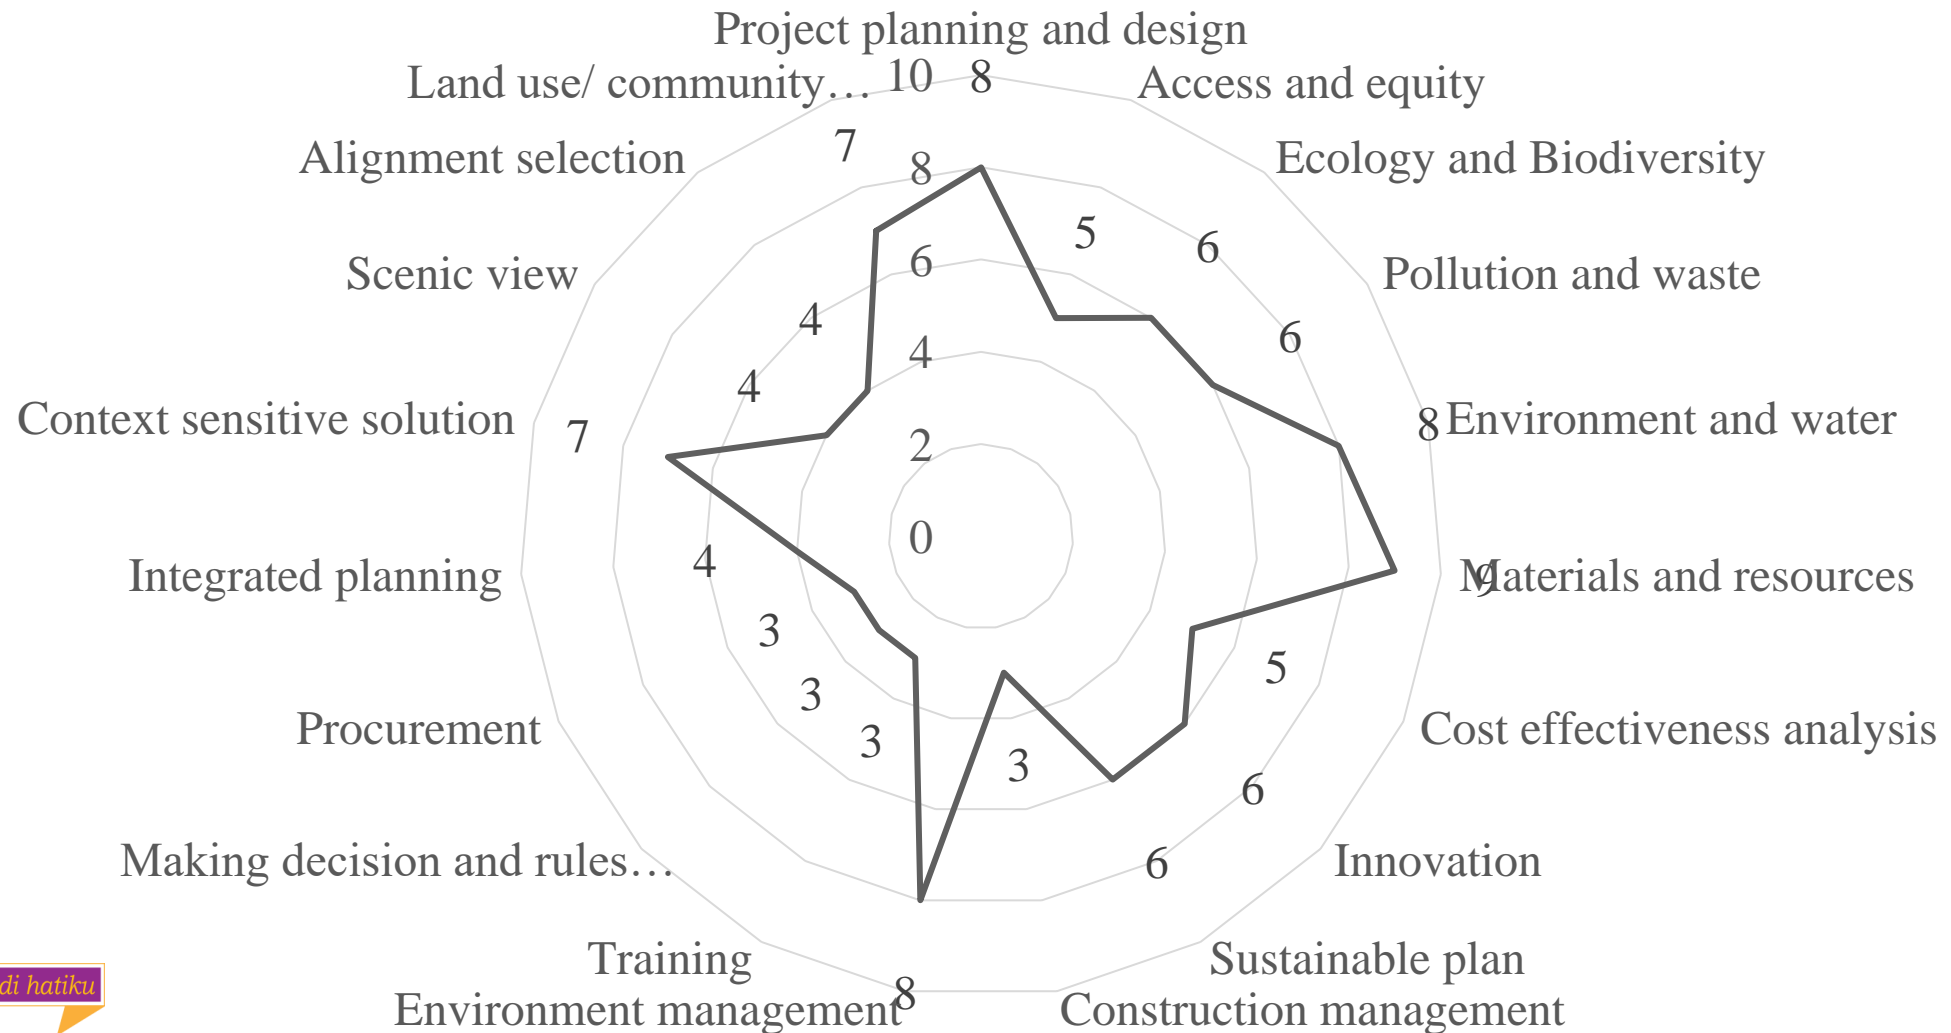 Project planning and design
Land use/ community… 10 8 Access and equity
7
Alignment selection 8 Ecology and Biodiversity
5 6
Scenic view 6 Pollution and waste
4 4 6
4
Context sensitive solution 7 2 8 Environment and water
0
Integrated planning 4 9 Materials and resources
3 5
3
Procurement 3 3 Cost effectiveness analysis
6
Making decision and rules… 6 Innovation
Training Sustainable plan
Environment management 8 Construction management
di hatiku